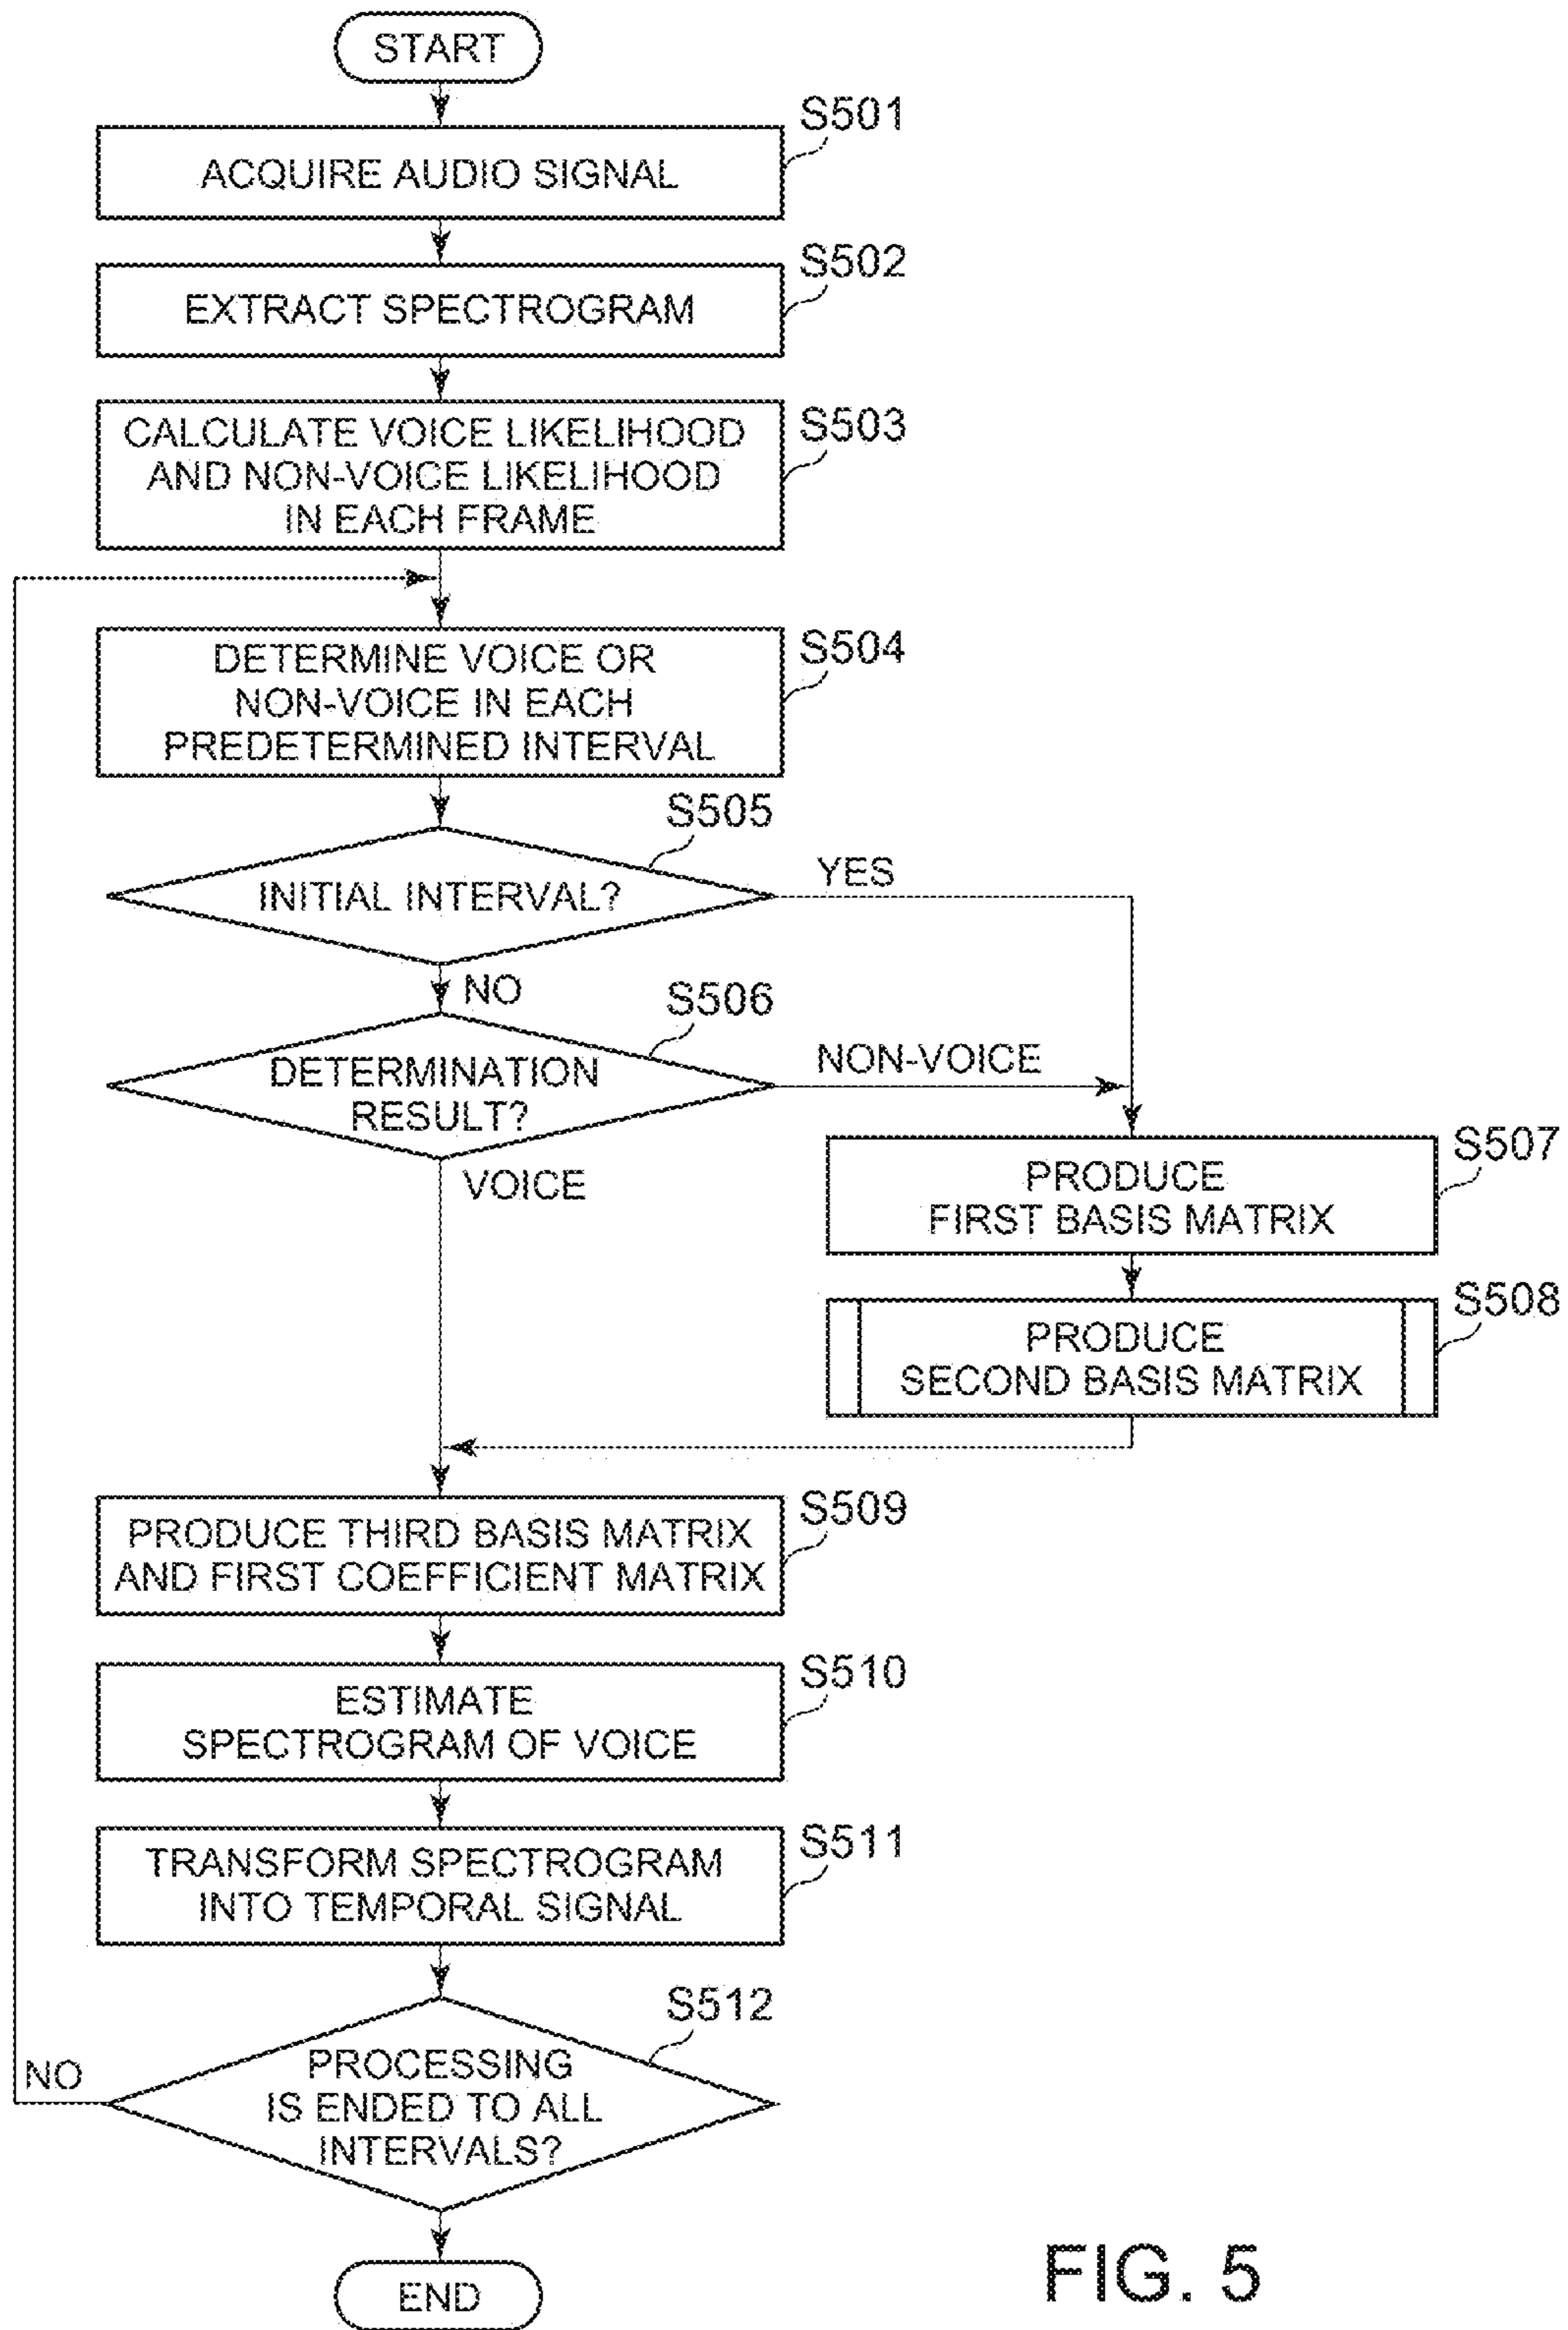 START
S501
ACQUIRE AUDIO SIGNAL
S502
EXTRACT SPECTROGRAM
S503
CALCULATE VOICE LIKELIHOOD
AND NON-VOICE LIKELIHOOD
IN EACH FRAME
S504
DETERMINE VOICE OR
NON-VOICE IN EACH
PREDETERMINED INTERVAL
S505
INITIAL INTERVAL?
YES
NO
S506
DETERMINATION
RESULT?
NON-VOICE
VOICE
S507
PRODUCE
FIRST BASIS MATRIX
S508
PRODUCE
SECOND BASIS MATRIX
S509
PRODUCE THIRD BASIS MATRIX
AND FIRST COEFFICIENT MATRIX
S510
ESTIMATE
SPECTROGRAM OF VOICE
S511
TRANSFORM SPECTROGRAM
INTO TEMPORAL SIGNAL
S512
PROCESSING
IS ENDED TO ALL
INTERVALS?
NO
END
FIG. 5